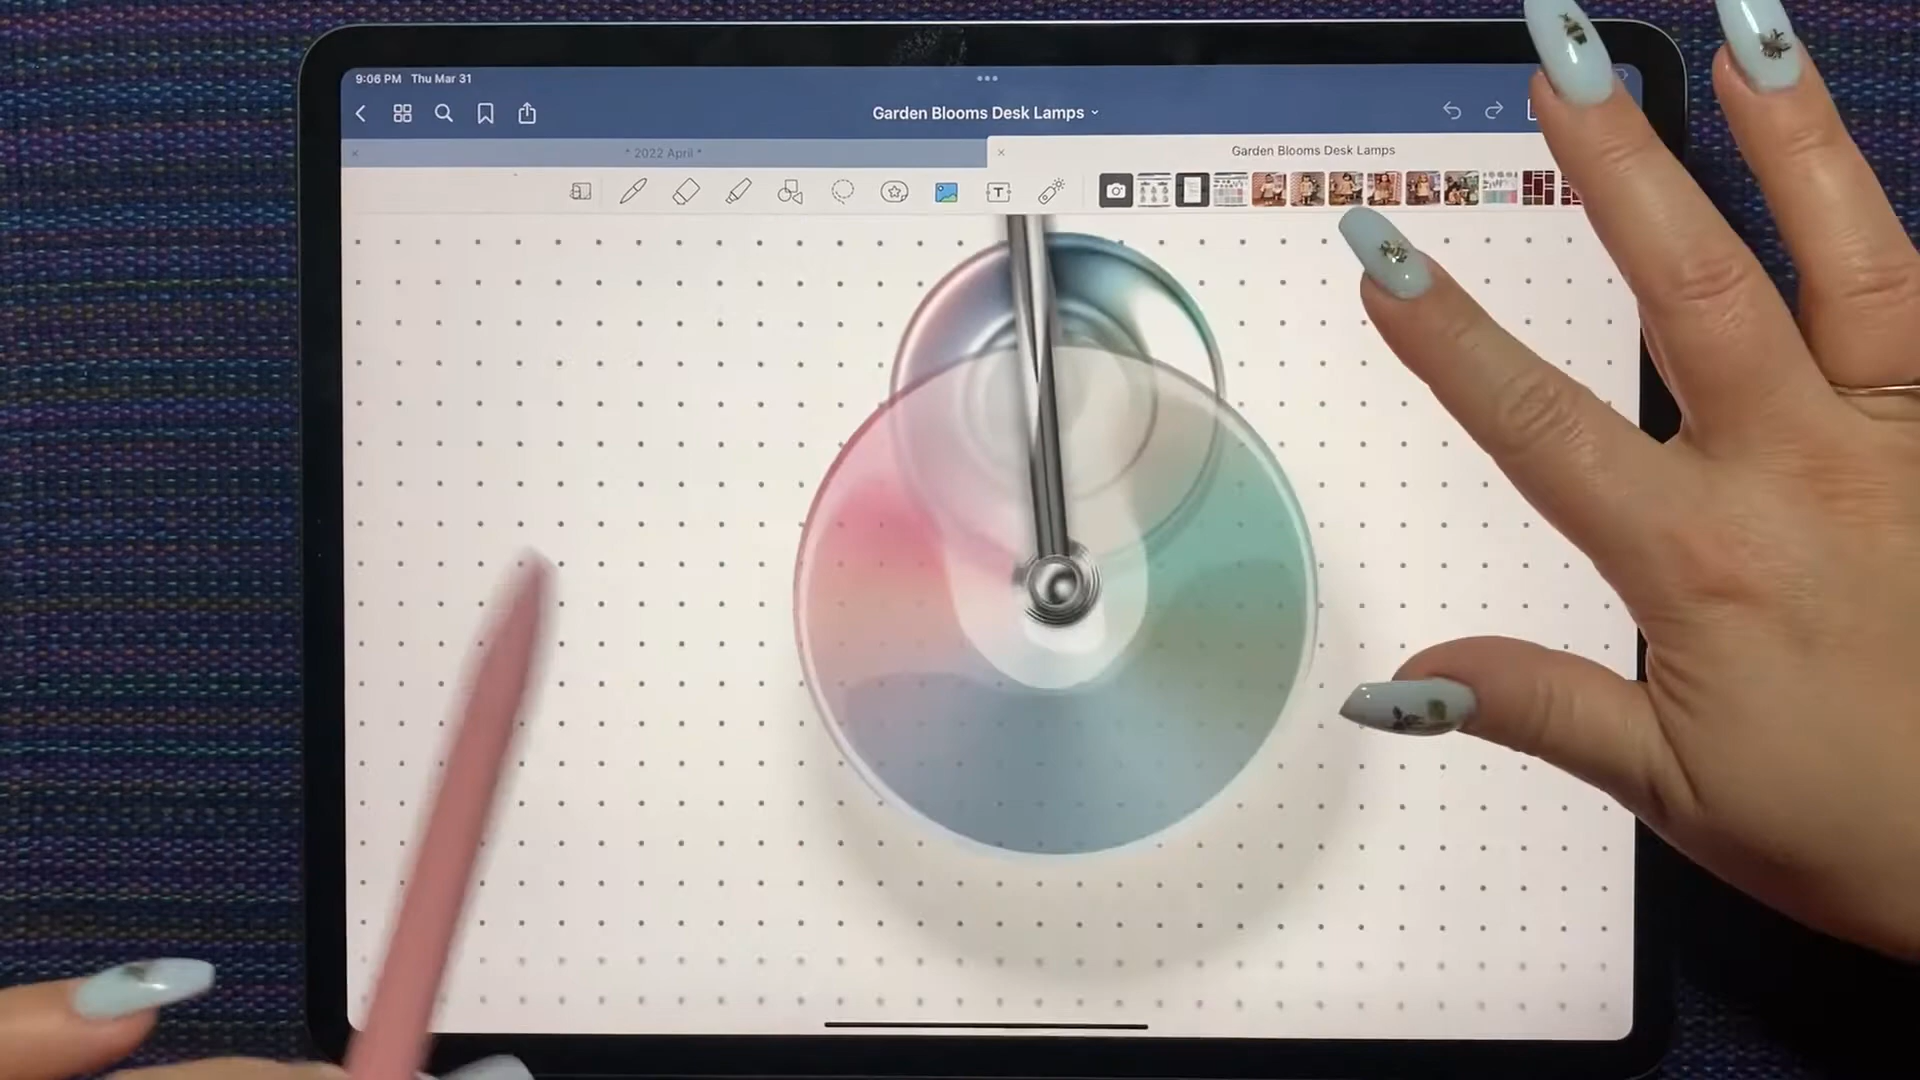 9:06 PM Thu Mar 31
Garden Blooms Desk Lamps
* 2022 April *
Garden Blooms Desk Lamps
T